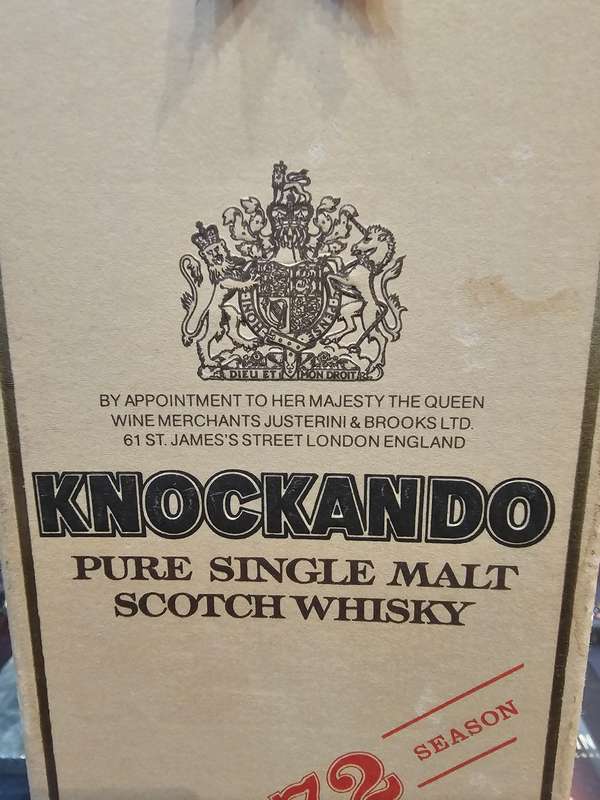 DIEU ET MON DROIT
BY APPOINTMENT TO HER MAJESTY THE QUEEN
WINE MERCHANTS JUSTERINI & BROOKS LTD.
61 ST. JAMES'S STREET LONDON ENGLAND
KNOCKANDO
PURE SINGLE MALT
SCOTCH WHISKY
SEASON
72